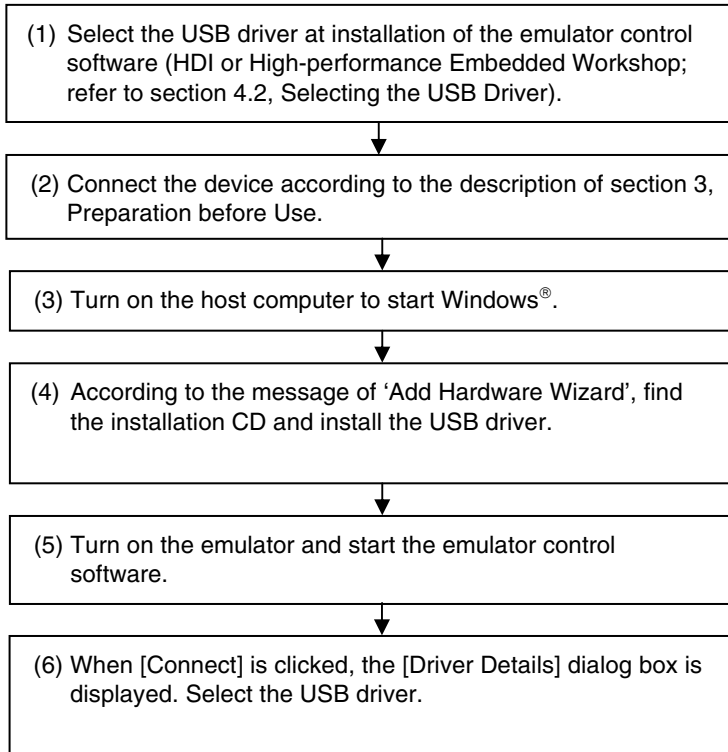 (1) Select the USB driver at installation of the emulator control
software (HDI or High-performance Embedded Workshop;
refer to section 4.2, Selecting the USB Driver).
(2) Connect the device according to the description of section 3,
Preparation before Use.
(3) Turn on the host computer to start Windows®.
(4) According to the message of ‘Add Hardware Wizard’, find
the installation CD and install the USB driver.
(5) Turn on the emulator and start the emulator control
software.
(6) When [Connect] is clicked, the [Driver Details] dialog box is
displayed. Select the USB driver.